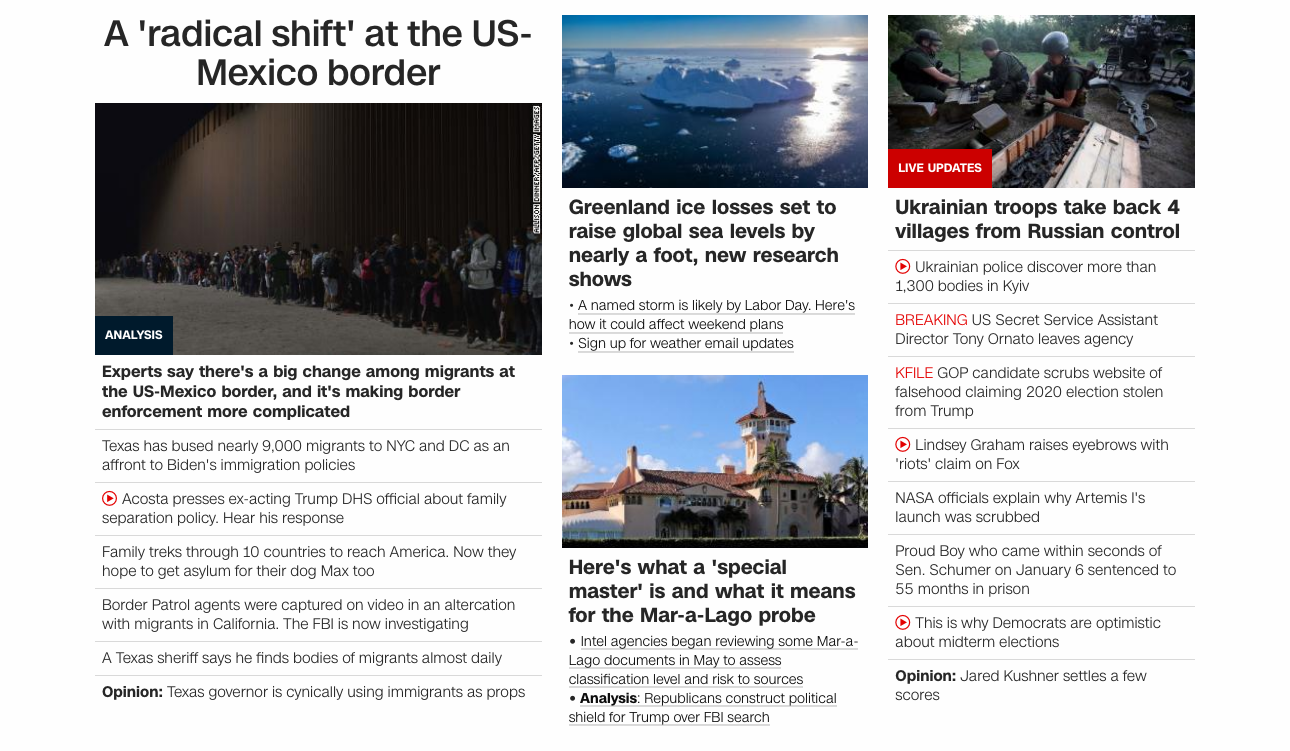 A 'radical shift' at the US-
Mexico border
ALLISON DINNER/AFP/GETTY IMAGES
ANALYSIS
Experts say there's a big change among migrants at
the US-Mexico border, and it's making border
enforcement more complicated
Texas has bused nearly 9,000 migrants to NYC and DC as an
affront to Biden's immigration policies
Acosta presses ex-acting Trump DHS official about family
separation policy. Hear his response
Family treks through 10 countries to reach America. Now they
hope to get asylum for their dog Max too
Border Patrol agents were captured on video in an altercation
with migrants in California. The FBI is now investigating
A Texas sheriff says he finds bodies of migrants almost daily
Opinion: Texas governor is cynically using immigrants as props
Greenland ice losses set to
raise global sea levels by
nearly a foot, new research
shows
• A named storm is likely by Labor Day. Here's
how it could affect weekend plans
• Sign up for weather email updates
Here's what a 'special
master' is and what it means
for the Mar-a-Lago probe
• Intel agencies began reviewing some Mar-a-
Lago documents in May to assess
classification level and risk to sources
• Analysis: Republicans construct political
shield for Trump over FBI search
LIVE UPDATES
Ukrainian troops take back 4
villages from Russian control
Ukrainian police discover more than
1,300 bodies in Kyiv
BREAKING US Secret Service Assistant
Director Tony Ornato leaves agency
KFILE GOP candidate scrubs website of
falsehood claiming 2020 election stolen
from Trump
Lindsey Graham raises eyebrows with
'riots' claim on Fox
NASA officials explain why Artemis I's
launch was scrubbed
Proud Boy who came within seconds of
Sen. Schumer on January 6 sentenced to
55 months in prison
This is why Democrats are optimistic
about midterm elections
Opinion: Jared Kushner settles a few
scores